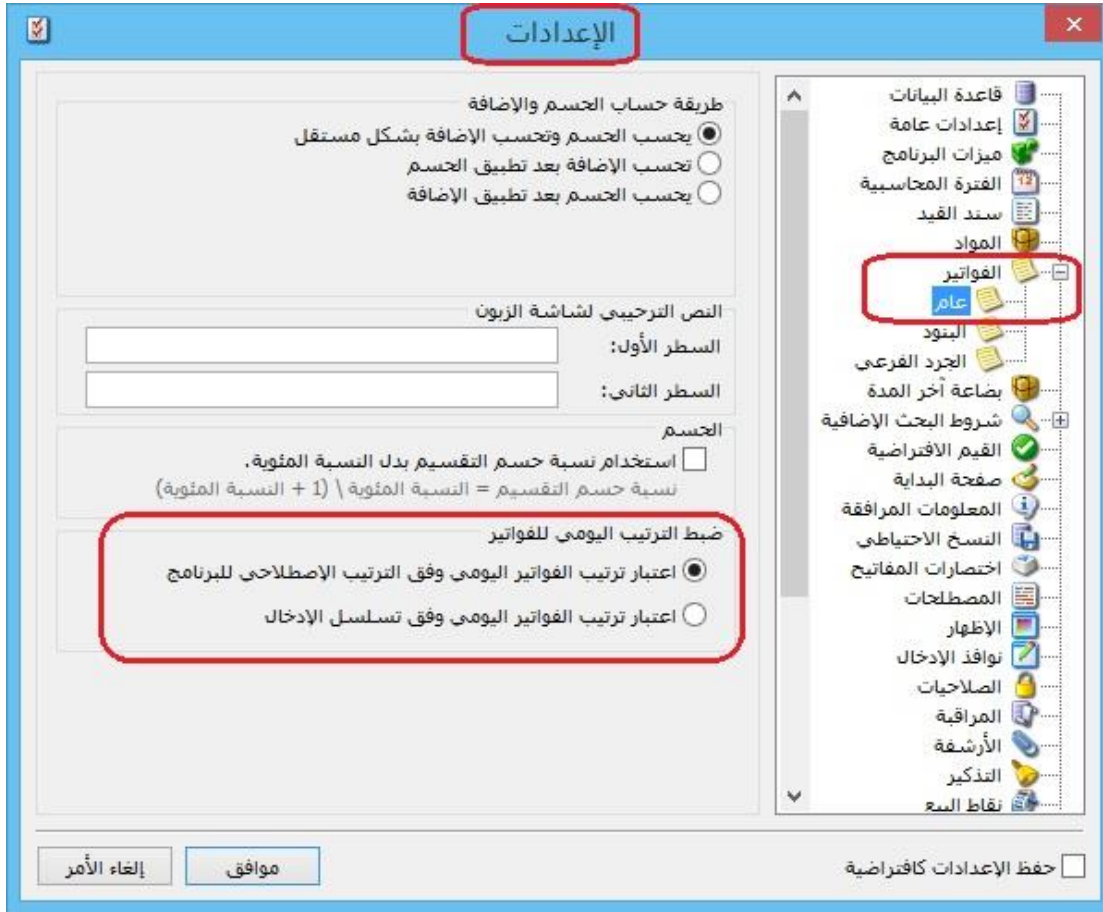 الإعدادات
قاعدة البيانات
إعدادات عامة
ميزات البرنامج
الفترة المحاسبية
12
سند القيد
المواد
الفواتير
عام
البنود
الجرد الفرعي
بضاعة آخر المدة
شروط البحث الإضافية
القيم الافتراضية
صفحة البداية
المعلومات المرافقة
النسخ الاحتياطي
اختصارات المفاتيح
المصطلحات
الإظهار
نوافذ الإدخال
الصلاحيات
المراقبة
الأرشفة
التذكير
نقاط البيع
طريقة حساب الحسم والإضافة
يحسب الحسم وتحسب الإضافة بشكل مستقل
تحسب الإضافة بعد تطبيق الحسم
يحسب الحسم بعد تطبيق الإضافة
النص الترحيبي لشاشة الزبون
السطر الأول:
السطر الثاني:
الحسم
استخدام نسبة حسم التقسيم بدل النسبة المئوية.
نسبة حسم التقسيم = النسبة المئوية \ (1 + النسبة المئوية)
ضبط الترتيب اليومي للفواتير
اعتبار ترتيب الفواتير اليومي وفق الترتيب الإصطلاحي للبرنامج
اعتبار ترتيب الفواتير اليومي وفق تسلسل الإدخال
حفظ الإعدادات كافتراضية
موافق
إلغاء الأمر